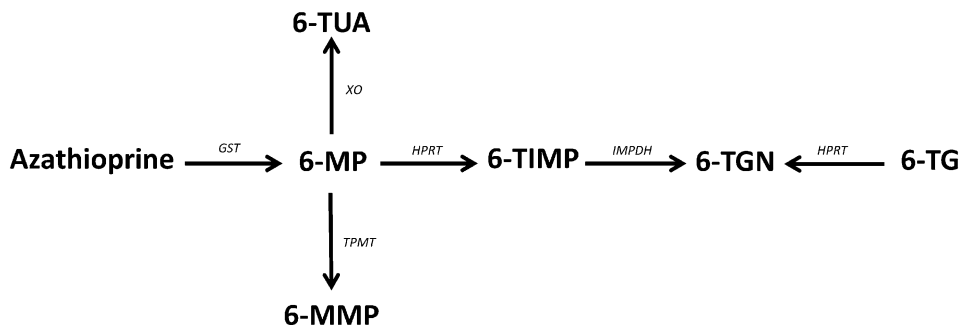 6-TUA
XO
Azathioprine GST 6-MP HPRT 6-TIMP IMPDH 6-TGN HPRT 6-TG
TPMT
6-MMP